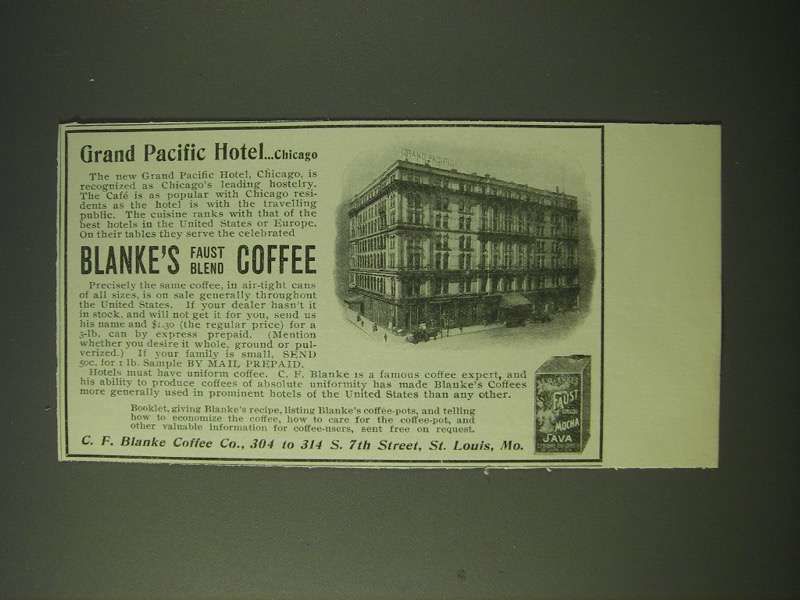 Grand Pacific Hotel...Chicago
The new Grand Pacific Hotel, Chicago, is
recognized as Chicago's leading hostelry.
The Café is as popular with Chicago resi-
dents as the hotel is with the travelling
public. The cuisine ranks with that of the
best hotels in the United States or Europe.
On their tables they serve the celebrated
BLANKE'S FAUST BLEND COFFEE
Precisely the same coffee, in air-tight cans
of all sizes, is on sale generally throughout
the United States. If your dealer hasn't it
in stock, and will not get it for you, send us
his name and $1.30 (the regular price) for a
3-lb. can by express prepaid. (Mention
whether you desire it whole, ground or pul-
verized.) If your family is small, SEND
50c. for 1 lb. Sample BY MAIL PREPAID.
Hotels must have uniform coffee. C. F. Blanke is a famous coffee expert, and
his ability to produce coffees of absolute uniformity has made Blanke's Coffees
more generally used in prominent hotels of the United States than any other.
Booklet, giving Blanke's recipe, listing Blanke's coffee-pots, and telling
how to economize the coffee, how to care for the coffee-pot, and
other valuable information for coffee-users, sent free on request.
C. F. Blanke Coffee Co., 304 to 314 S. 7th Street, St. Louis, Mo.
GRAND PACIFIC
FAUST
BLEND
MOCHA
JAVA